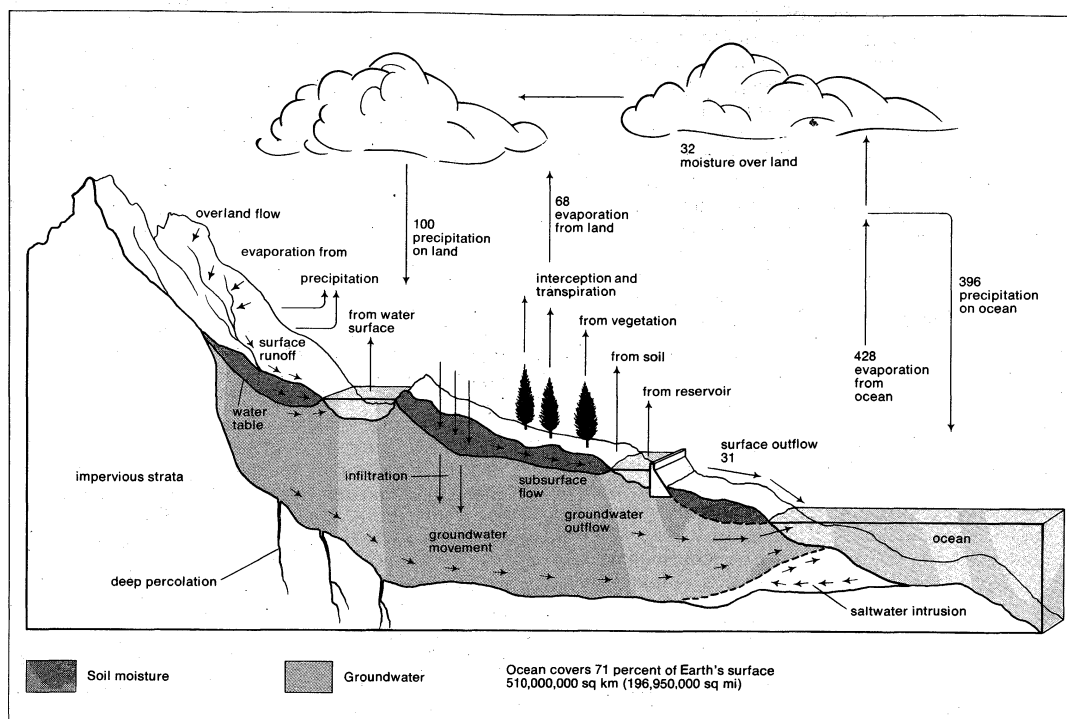 32
moisture over land
overland flow
68
evaporation
from land
100
precipitation
on land
evaporation from
precipitation
396
precipitation
on ocean
interception and
transpiration
from water
surface
from vegetation
surface
runoff
from soil
428
evaporation
from
ocean
from reservoir
water
table
surface outflow
31
impervious strata
infiltration
subsurface
flow
groundwater
outflow
groundwater
movement
ocean
deep percolation
saltwater intrusion
Soil moisture
Groundwater
Ocean covers 71 percent of Earth's surface
510,000,000 sq km (196,950,000 sq mi)